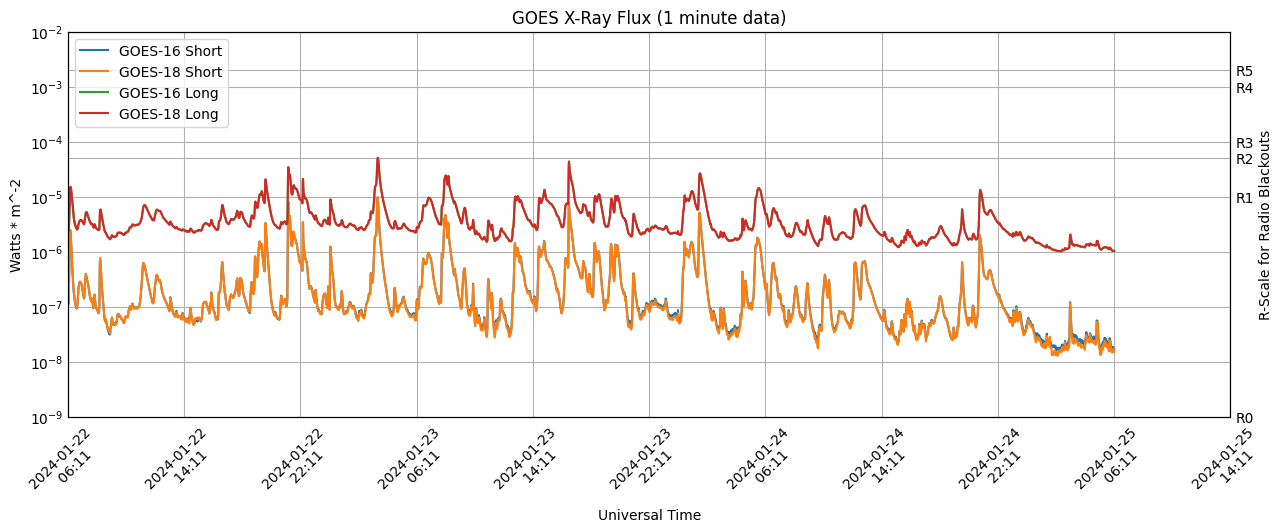 GOES X-Ray Flux (1 minute data)
GOES-16 Short
GOES-18 Short
GOES-16 Long
GOES-18 Long
Watts * m^-2
10−2
10−3
10−4
10−5
10−6
10−7
10−8
10−9
R5
R4
R3
R2
R1
R0
R-Scale for Radio Blackouts
2024-01-22
06:11
2024-01-22
14:11
2024-01-22
22:11
2024-01-23
06:11
2024-01-23
14:11
2024-01-23
22:11
2024-01-24
06:11
2024-01-24
14:11
2024-01-24
22:11
2024-01-25
06:11
2024-01-25
14:11
Universal Time